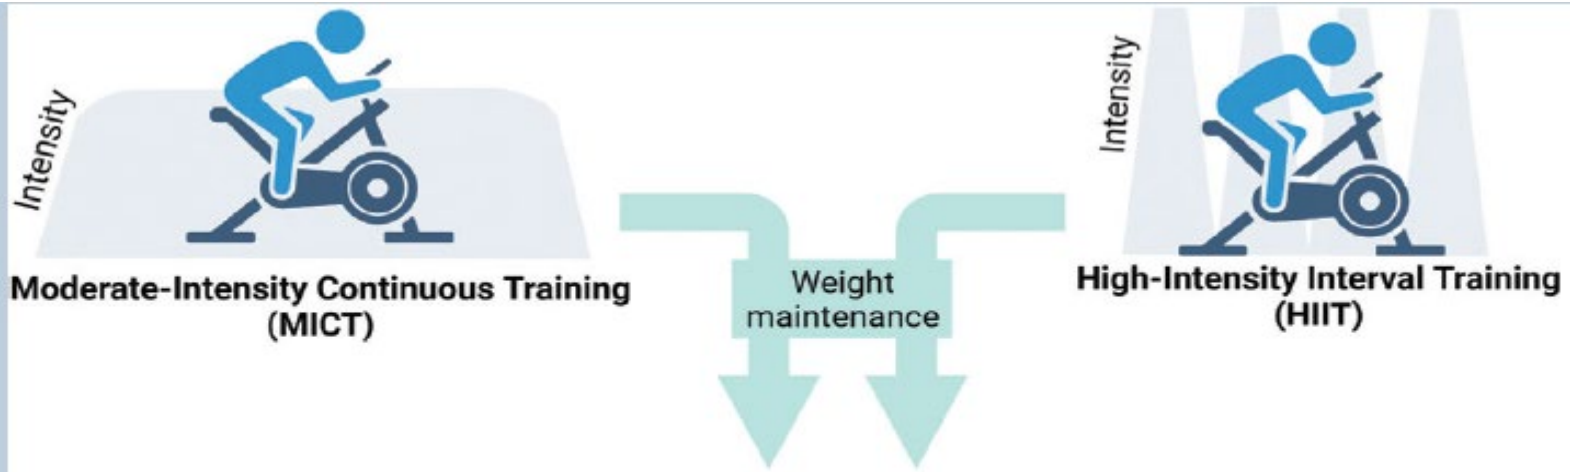 Intensity
Moderate-Intensity Continuous Training
(MICT)
Weight
maintenance
Intensity
High-Intensity Interval Training
(HIIT)